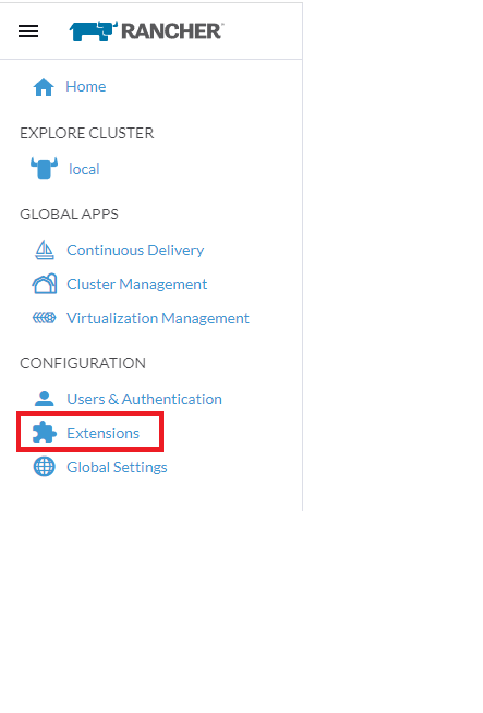 RANCHER
Home
EXPLORE CLUSTER
local
GLOBAL APPS
Continuous Delivery
Cluster Management
Virtualization Management
CONFIGURATION
Users & Authentication
Extensions
Global Settings